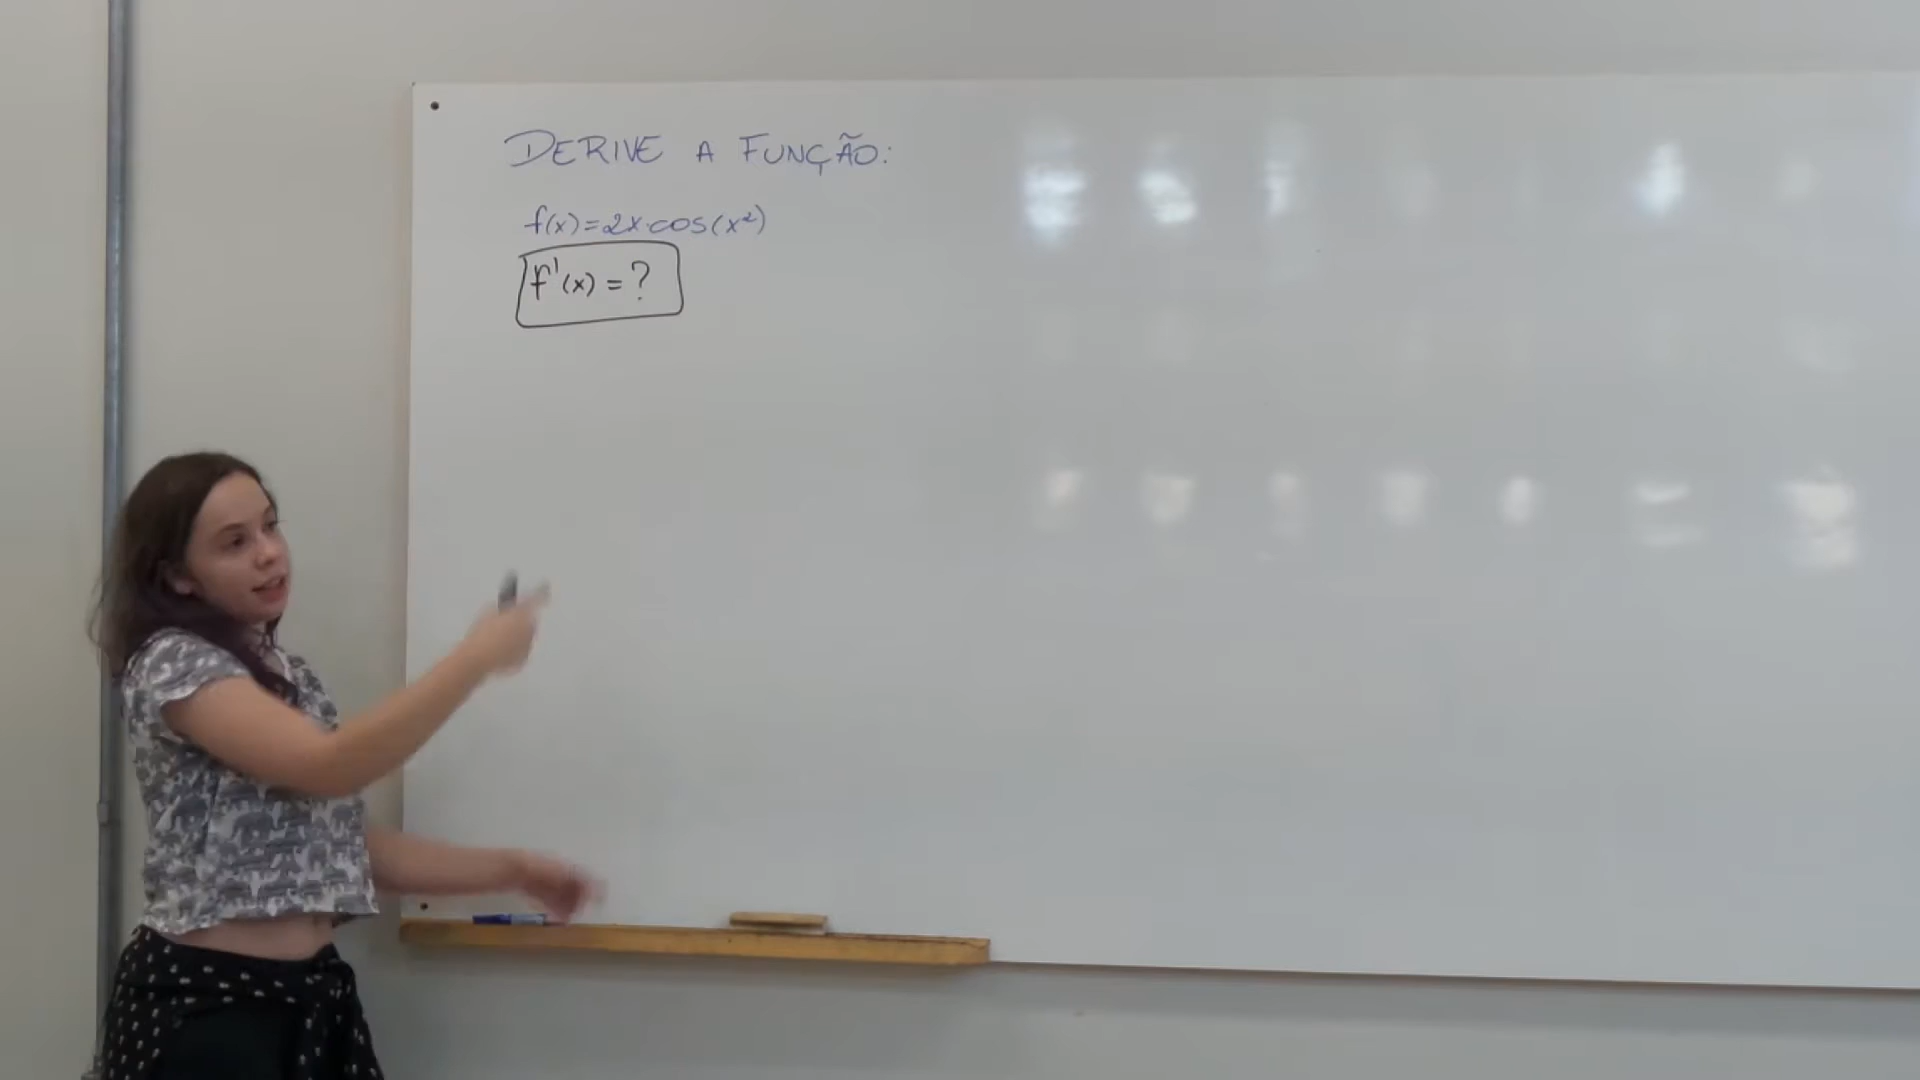 DERIVE A FUNÇÃO:
f(x)=2x·cos(x²)
f'(x) = ?